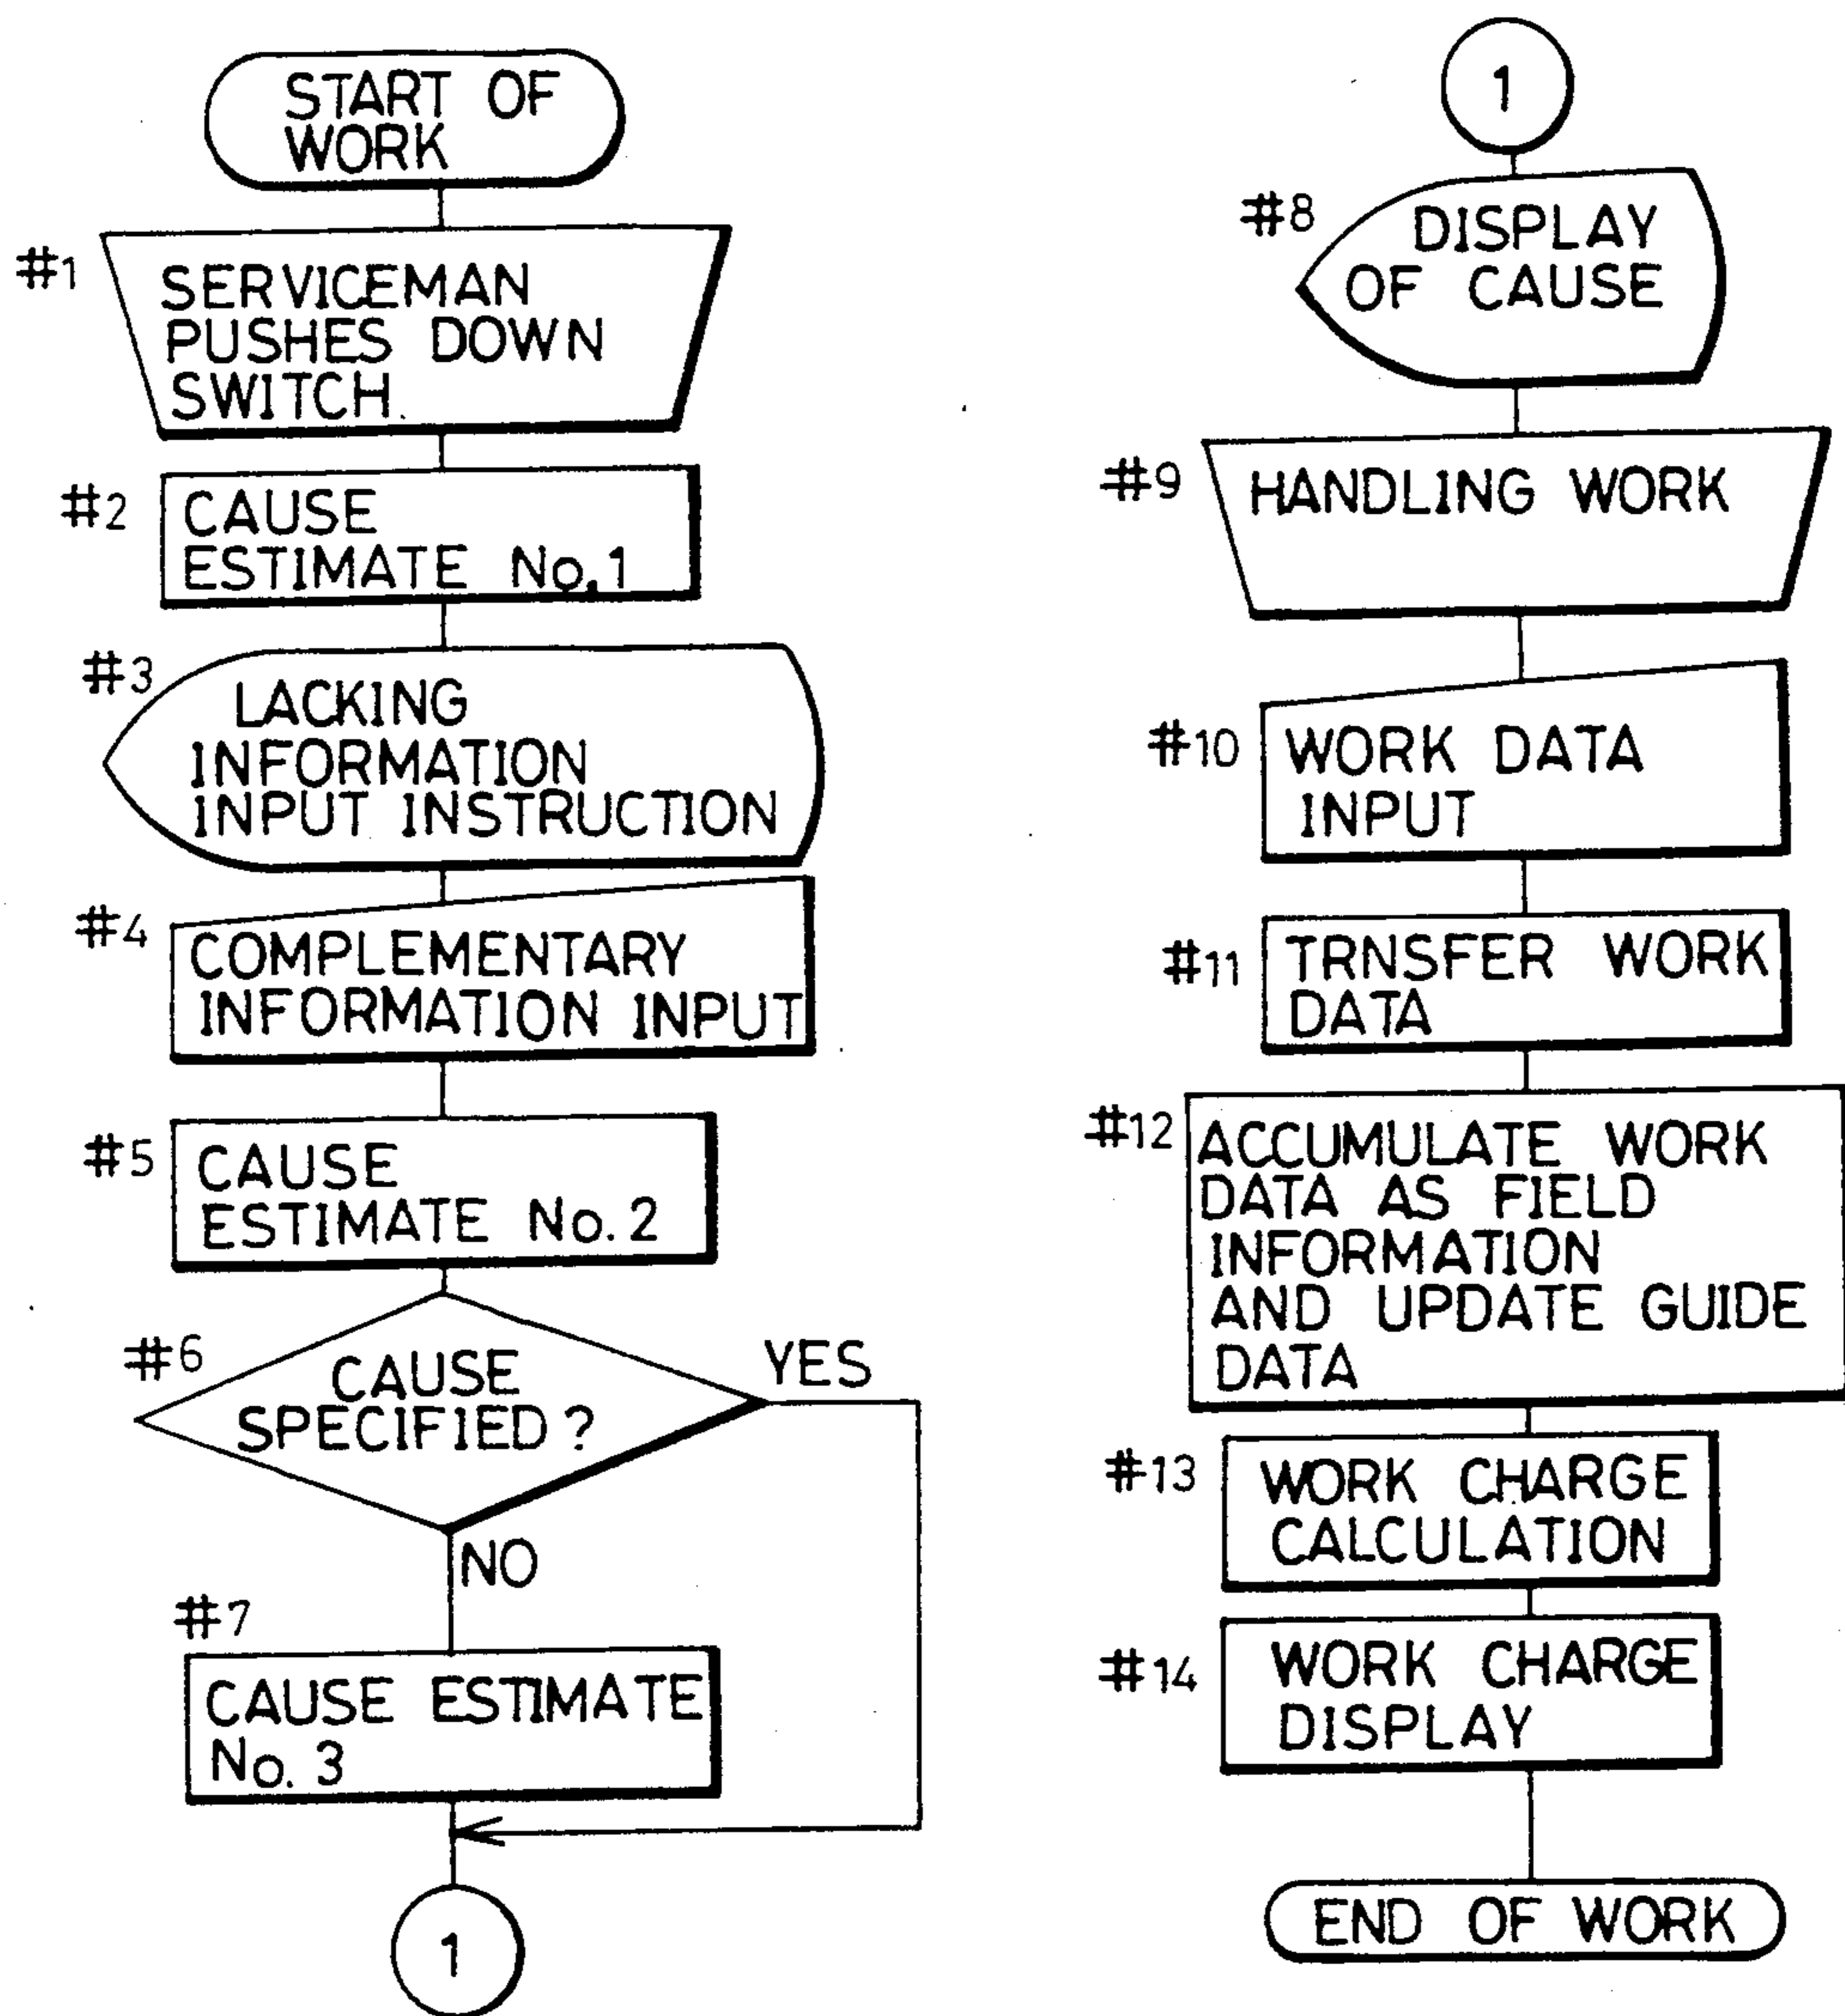 START OF
WORK
#1
SERVICEMAN
PUSHES DOWN
SWITCH
#2
CAUSE
ESTIMATE No.1
#3
LACKING
INFORMATION
INPUT INSTRUCTION
#4
COMPLEMENTARY
INFORMATION INPUT
#5
CAUSE
ESTIMATE No.2
#6
CAUSE
SPECIFIED?
YES
NO
#7
CAUSE ESTIMATE
No.3
1
1
#8
DISPLAY
OF CAUSE
#9
HANDLING WORK
#10
WORK DATA
INPUT
#11
TRNSFER WORK
DATA
#12
ACCUMULATE WORK
DATA AS FIELD
INFORMATION
AND UPDATE GUIDE
DATA
#13
WORK CHARGE
CALCULATION
#14
WORK CHARGE
DISPLAY
END OF WORK